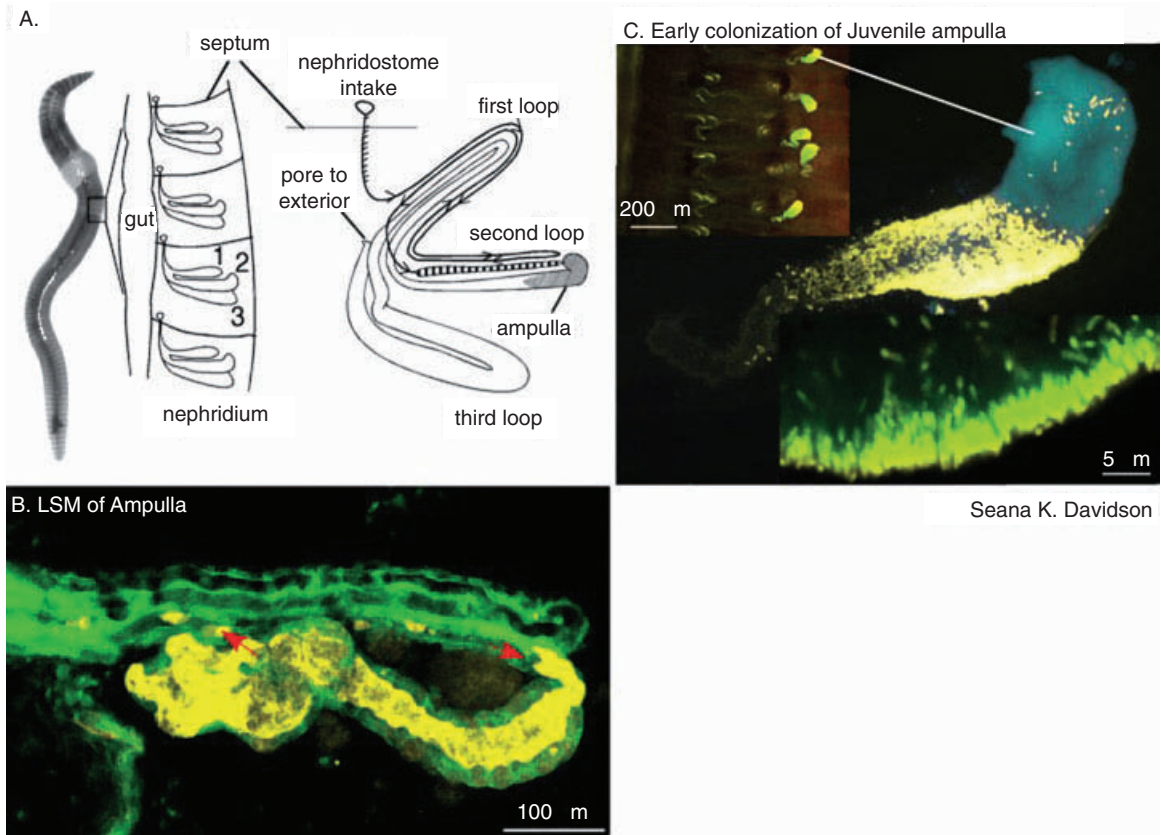 A.
septum
nephridostome
intake
first loop
pore to
exterior
gut
second loop
1
2
3
ampulla
nephridium
third loop
C. Early colonization of Juvenile ampulla
200 m
5 m
B. LSM of Ampulla
100 m
Seana K. Davidson